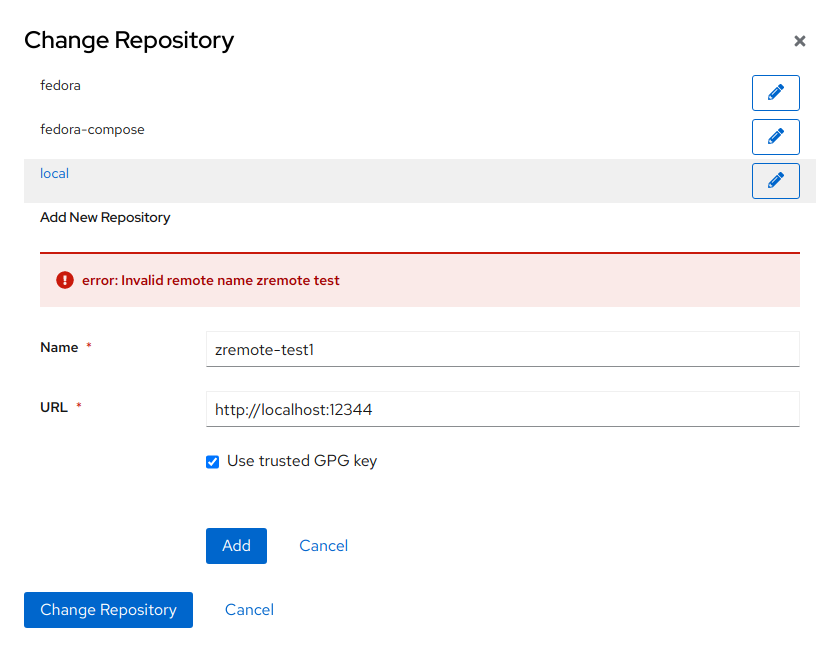 Change Repository
fedora
fedora-compose
local
Add New Repository
error: Invalid remote name zremote test
Name *
zremote-test1
URL *
http://localhost:12344
Use trusted GPG key
Add Cancel
Change Repository Cancel